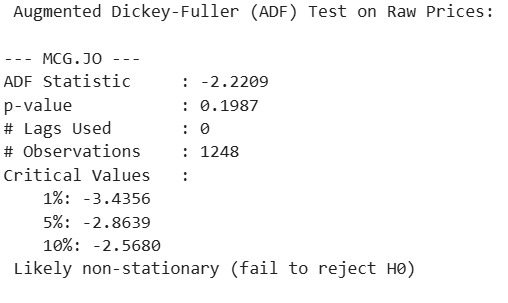 Augmented Dickey-Fuller (ADF) Test on Raw Prices:
--- MCG.JO ---
ADF Statistic : -2.2209
p-value : 0.1987
# Lags Used : 0
# Observations : 1248
Critical Values :
1%: -3.4356
5%: -2.8639
10%: -2.5680
Likely non-stationary (fail to reject H0)